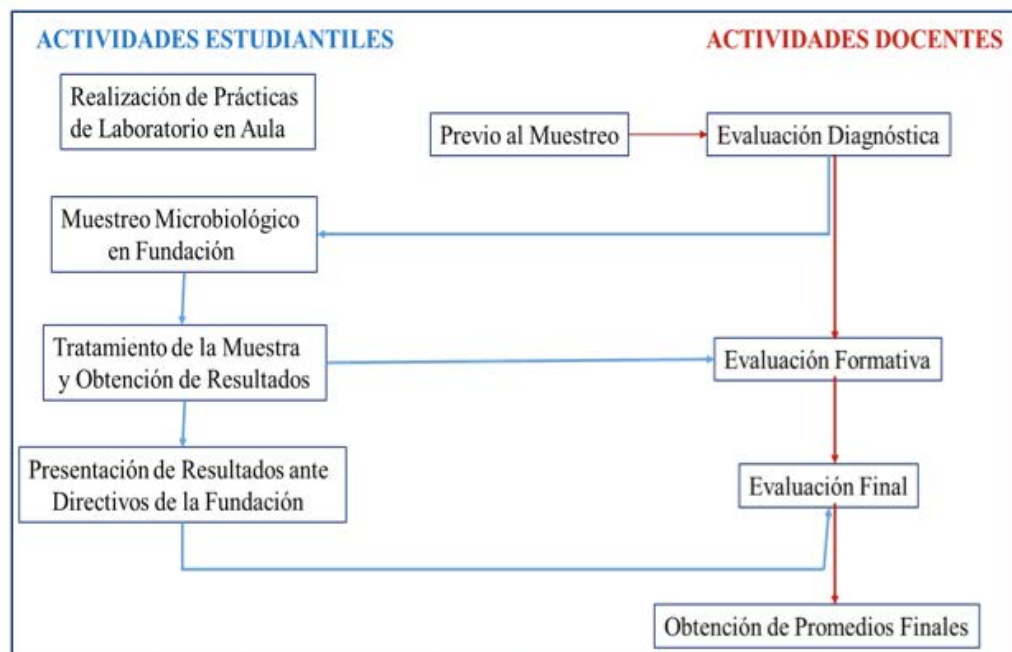 ACTIVIDADES ESTUDIANTILES
ACTIVIDADES DOCENTES
Realización de Prácticas
de Laboratorio en Aula
Previo al Muestreo
Evaluación Diagnóstica
Muestreo Microbiológico
en Fundación
Tratamiento de la Muestra
y Obtención de Resultados
Evaluación Formativa
Presentación de Resultados ante
Directivos de la Fundación
Evaluación Final
Obtención de Promedios Finales